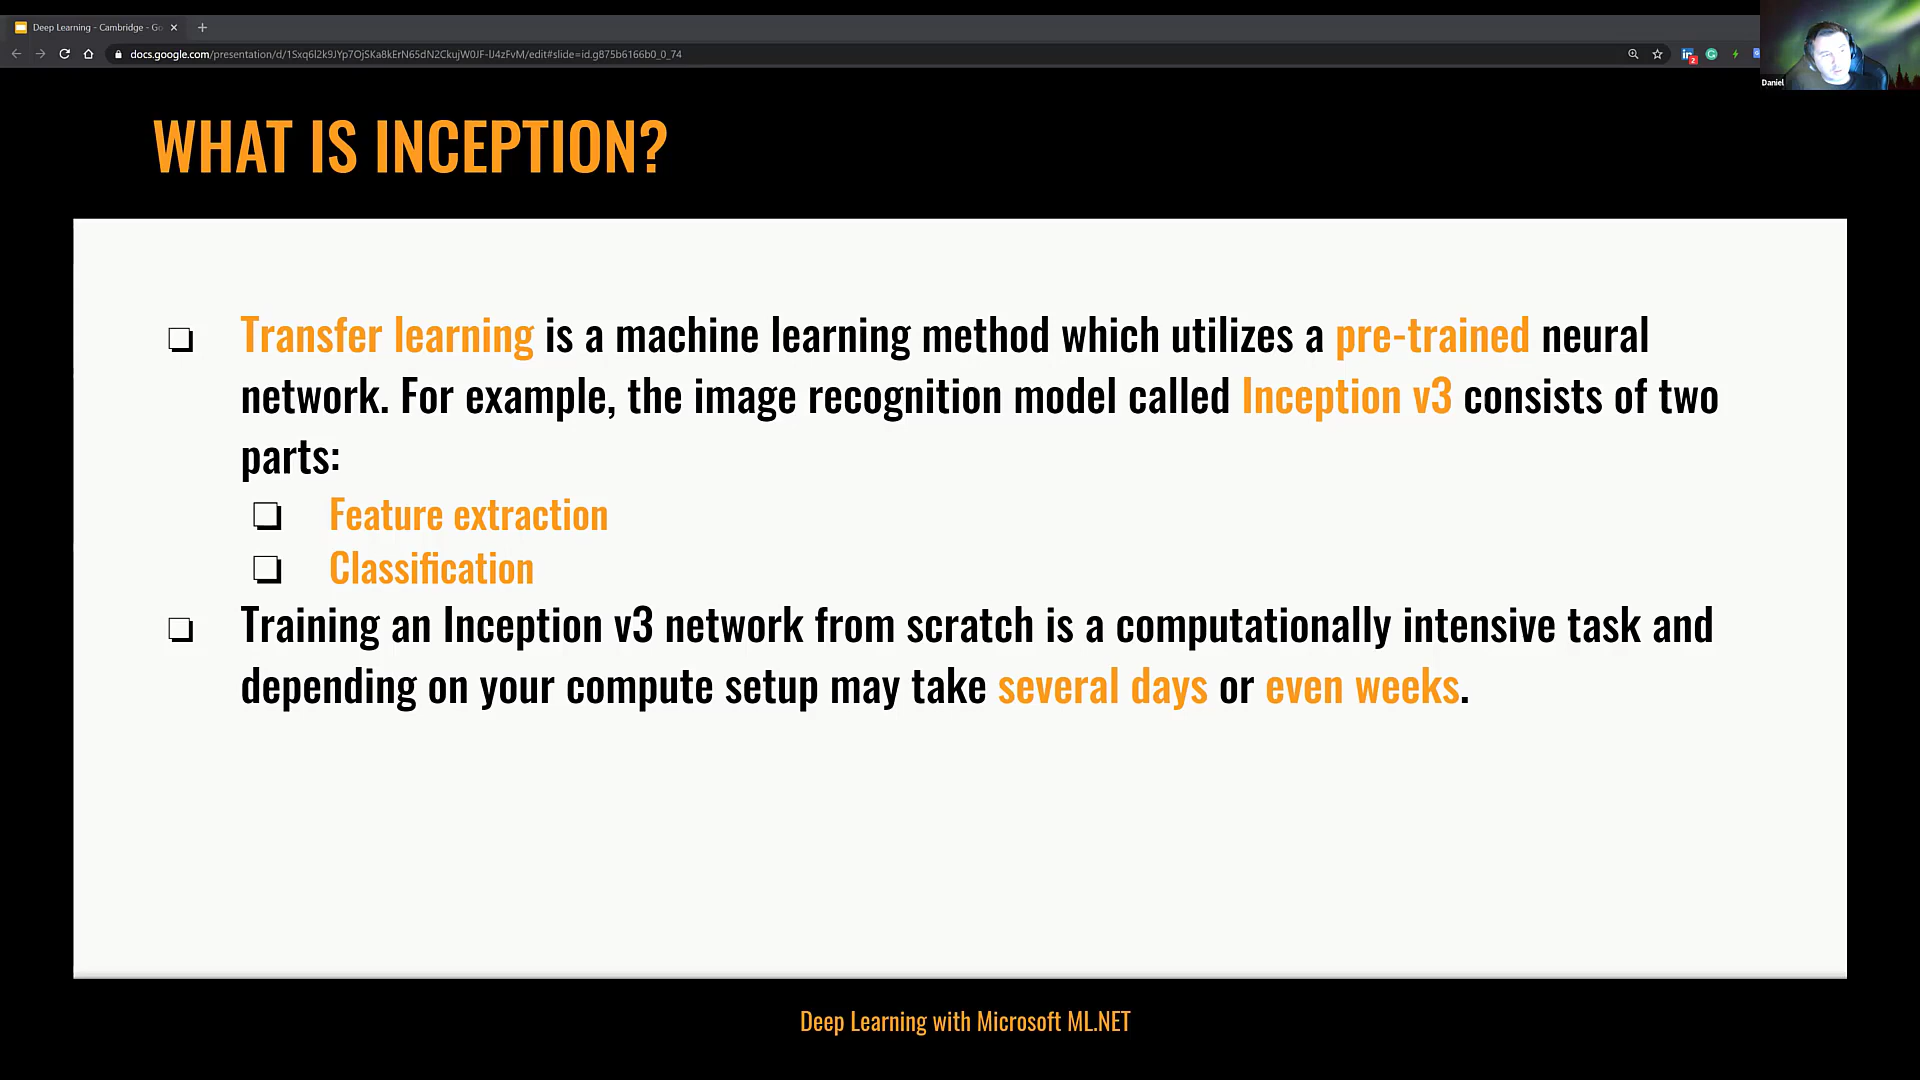 Deep Learning - Cambridge - Go
docs.google.com/presentation/d/1Sxq6l2k9JYp7OjSKa8kErN65dN2CkujW0JF-lJ4zFvM/edit#slide=id.g875b6166b0_0_74
Daniel
WHAT IS INCEPTION?
Transfer learning is a machine learning method which utilizes a pre-trained neural
network. For example, the image recognition model called Inception v3 consists of two
parts:
Feature extraction
Classification
Training an Inception v3 network from scratch is a computationally intensive task and
depending on your compute setup may take several days or even weeks.
Deep Learning with Microsoft ML.NET